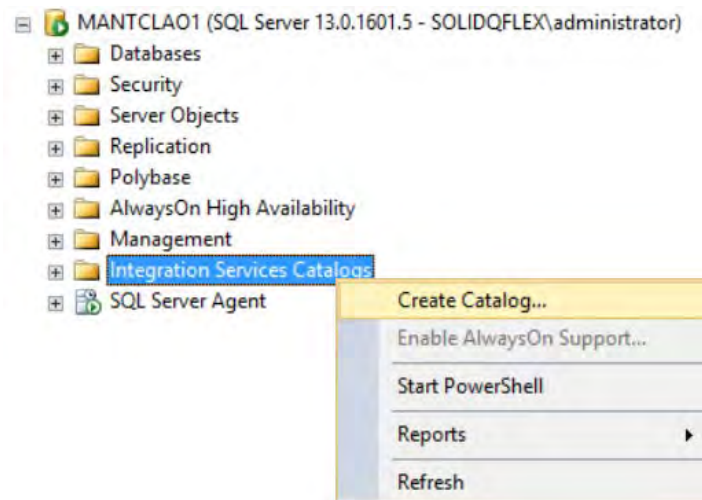 MANTCLAO1 (SQL Server 13.0.1601.5 - SOLIDQFLEX\administrator)
Databases
Security
Server Objects
Replication
Polybase
AlwaysOn High Availability
Management
Integration Services Catalogs
SQL Server Agent
Create Catalog...
Enable AlwaysOn Support...
Start PowerShell
Reports
Refresh